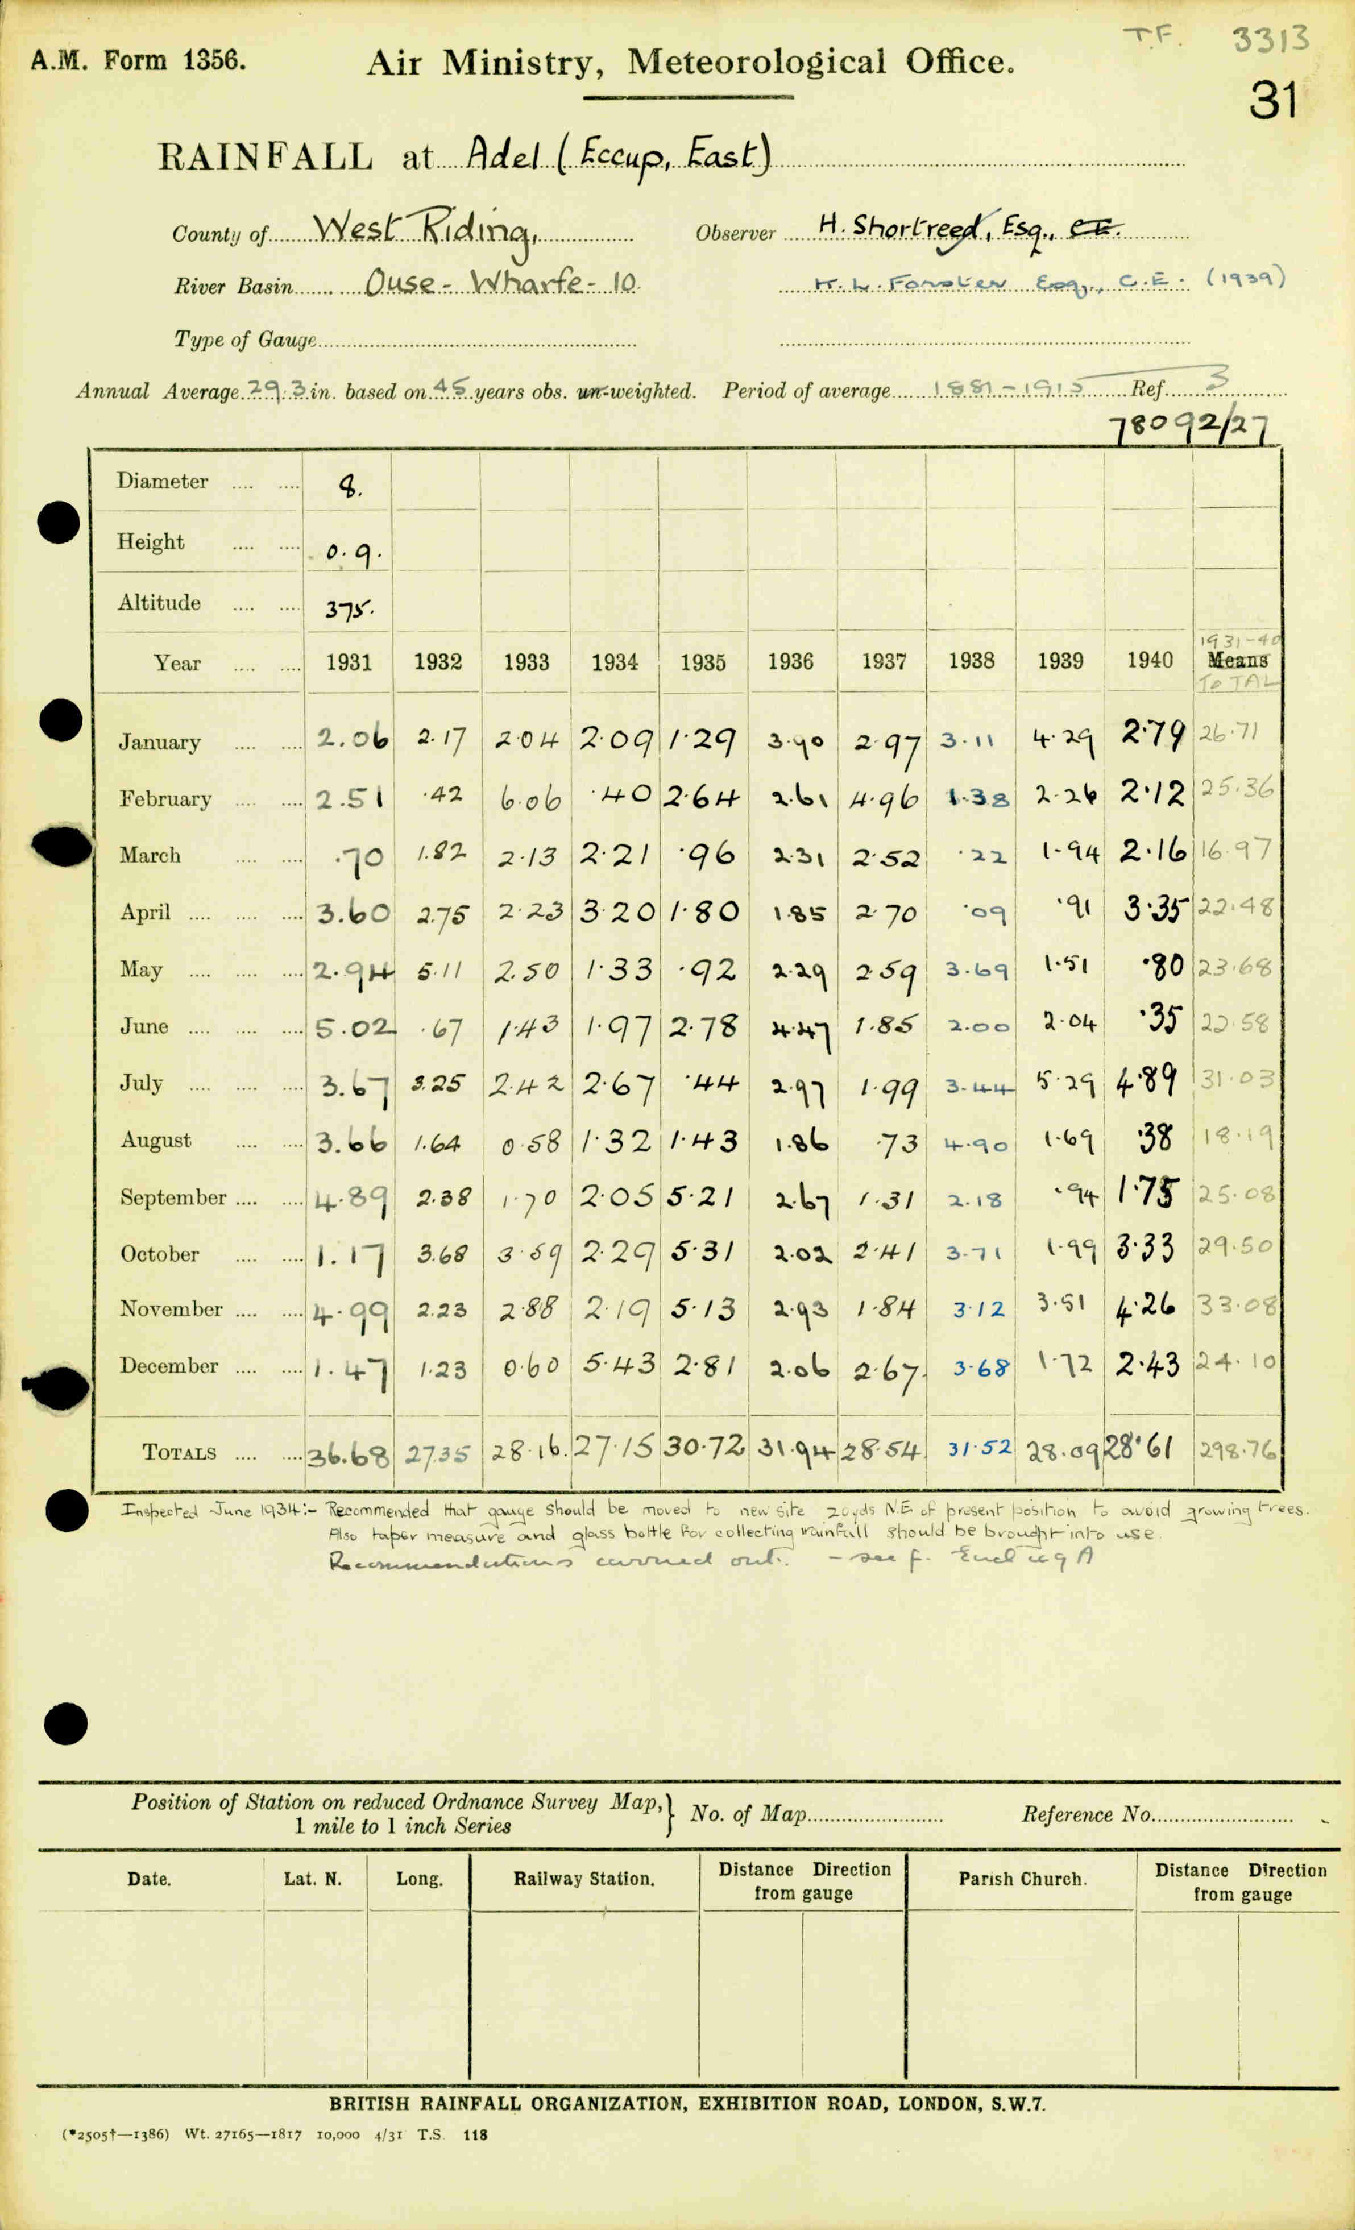 T.F. 3313
A.M. Form 1356. Air Ministry, Meteorological Office.
31
RAINFALL at Adel (Eccup, East)
County of West Riding, Observer H. Shortreed, Esq., C.E.
River Basin Ouse - Wharfe - 10. Esq., C.E. (1939)
Type of Gauge
Annual Average 29.3 in. based on 45 years obs. un-weighted. Period of average 1881-1915 Ref. 3
78092/27
Diameter 8.
Height 0.9.
Altitude 375.
1931-40
Year 1931 1932 1933 1934 1935 1936 1937 1938 1939 1940 Means
TOTAL
January 2.06 2.17 2.04 2.09 1.29 3.90 2.97 3.11 4.29 2.79 26.71
February 2.51 .42 6.06 .40 2.64 2.61 4.96 1.38 2.26 2.12 25.36
March .70 1.82 2.13 2.21 .96 2.31 2.52 .22 1.94 2.16 16.97
April 3.60 2.75 2.23 3.20 1.80 1.85 2.70 .09 .91 3.35 22.48
May 2.94 5.11 2.50 1.33 .92 2.29 2.59 3.69 1.51 .80 23.68
June 5.02 .67 1.43 1.97 2.78 4.47 1.85 2.00 2.04 .35 22.58
July 3.67 3.25 2.42 2.67 .44 2.97 1.99 3.44 5.29 4.89 31.03
August 3.66 1.64 0.58 1.32 1.43 1.86 .73 4.90 1.69 .38 18.19
September 4.89 2.38 1.70 2.05 5.21 2.67 1.31 2.18 .94 1.75 25.08
October 1.17 3.68 3.59 2.29 5.31 2.02 2.41 3.71 1.99 3.33 29.50
November 4.99 2.23 2.88 2.19 5.13 2.93 1.84 3.12 3.51 4.26 33.08
December 1.47 1.23 0.60 5.43 2.81 2.06 2.67 3.68 1.72 2.43 24.10
TOTALS 36.68 27.35 28.16 27.15 30.72 31.94 28.54 31.52 28.09 28.61 298.76
Inspected June 1934:- Recommended that gauge should be moved to new site 20yds N.E of present position to avoid growing trees.
Also taper measure and glass bottle for collecting rainfall should be brought into use.
Recommendations carried out. - see f.
Position of Station on reduced Ordnance Survey Map, } No. of Map Reference No.
1 mile to 1 inch Series
Date. Lat. N. Long. Railway Station. Distance Direction from gauge Parish Church. Distance Direction from gauge
BRITISH RAINFALL ORGANIZATION, EXHIBITION ROAD, LONDON, S.W.7.
(*2505†—1386) Wt. 27165—1817 10,000 4/31 T.S. 118